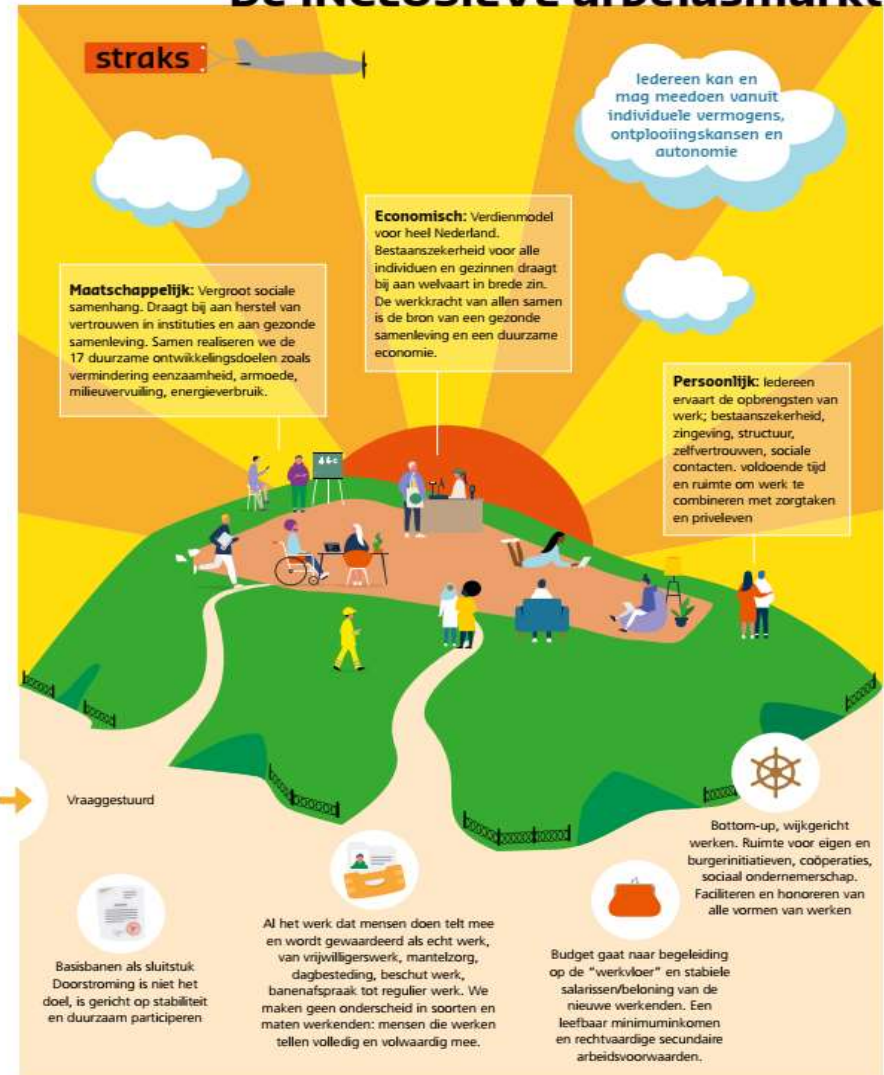 De iNCLUSiEVE arbeidsmarkt
straks
Iedereen kan en
mag meedoen vanuit
individuele vermogens,
ontplooiingskansen en
autonomie
Economisch: Verdienmodel
voor heel Nederland.
Bestaanszekerheid voor alle
individuen en gezinnen draagt
bij aan welvaart in brede zin.
De werkkracht van allen samen
is de bron van een gezonde
samenleving en een duurzame
economie.
Maatschappelijk: Vergroot sociale
samenhang. Draagt bij aan herstel van
vertrouwen in instituties en aan gezonde
samenleving. Samen realiseren we de
17 duurzame ontwikkelingsdoelen zoals
vermindering eenzaamheid, armoede,
milieuvervuiling, energieverbruik.
Persoonlijk: Iedereen
ervaart de opbrengsten van
werk; bestaanszekerheid,
zingeving, structuur,
zelfvertrouwen, sociale
contacten. voldoende tijd
en ruimte om werk te
combineren met zorgtaken
en priveleven
Vraaggestuurd
Bottom-up, wijkgericht
werken. Ruimte voor eigen en
burgerinitiatieven, coöperaties,
sociaal ondernemerschap.
Faciliteren en honoreren van
alle vormen van werken
Basisbanen als sluitstuk
Doorstroming is niet het
doel, is gericht op stabiliteit
en duurzaam participeren
Al het werk dat mensen doen telt mee
en wordt gewaardeerd als echt werk,
van vrijwilligerswerk, mantelzorg,
dagbesteding, beschut werk,
banenafspraak tot regulier werk. We
maken geen onderscheid in soorten en
maten werkenden: mensen die werken
tellen volledig en volwaardig mee.
Budget gaat naar begeleiding
op de "werkvloer" en stabiele
salarissen/beloning van de
nieuwe werkenden. Een
leefbaar minimuminkomen
en rechtvaardige secundaire
arbeidsvoorwaarden.